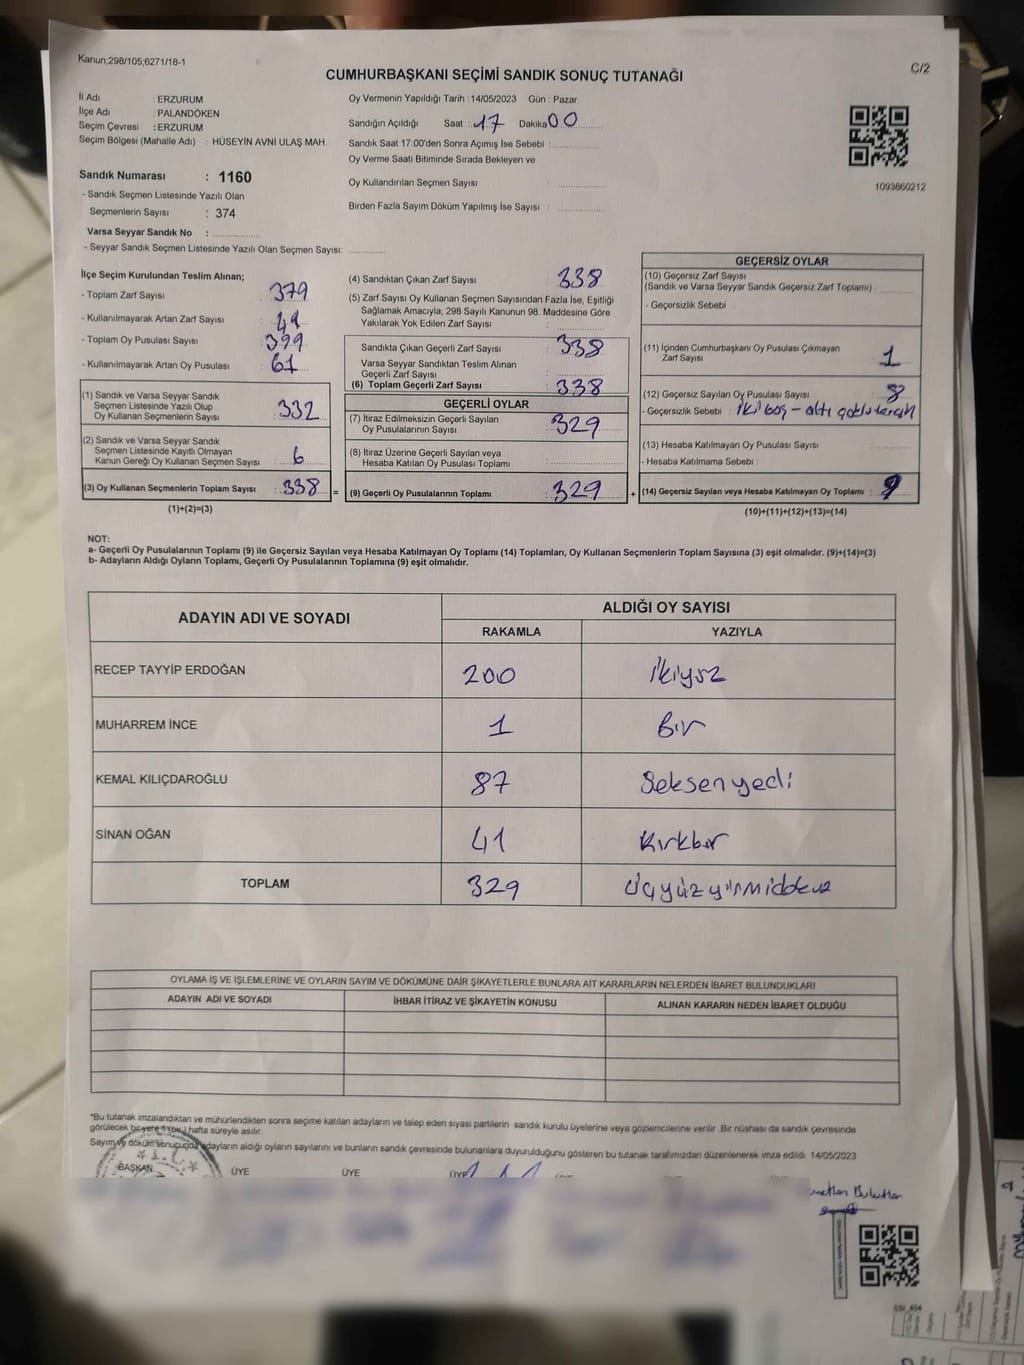 Kanun;298/105;6271/18-1
C/2
CUMHURBAŞKANI SEÇİMİ SANDIK SONUÇ TUTANAĞI
İl Adı : ERZURUM
İlçe Adı : PALANDÖKEN
Seçim Çevresi : ERZURUM
Seçim Bölgesi (Mahalle Adı) : HÜSEYİN AVNİ ULAŞ MAH.
Sandık Numarası : 1160
- Sandık Seçmen Listesinde Yazılı Olan
Seçmenlerin Sayısı : 374
Varsa Seyyar Sandık No :
- Seyyar Sandık Seçmen Listesinde Yazılı Olan Seçmen Sayısı:
Oy Vermenin Yapıldığı Tarih : 14/05/2023 Gün : Pazar
Sandığın Açıldığı Saat : 17 Dakika 00
Sandık Saat 17:00'den Sonra Açımış İse Sebebi :
Oy Verme Saati Bitiminde Sırada Bekleyen ve
Oy Kullandırılan Seçmen Sayısı :
Birden Fazla Sayım Döküm Yapılmış İse Sayısı :
1093860212
İlçe Seçim Kurulundan Teslim Alınan;
- Toplam Zarf Sayısı : 379
- Kullanılmayarak Artan Zarf Sayısı : 41
- Toplam Oy Pusulası Sayısı : 399
- Kullanılmayarak Artan Oy Pusulası : 61
(1) Sandık ve Varsa Seyyar Sandık
Seçmen Listesinde Yazılı Olup
Oy Kullanan Seçmenlerin Sayısı : 332
(2) Sandık ve Varsa Seyyar Sandık
Seçmen Listesinde Kayıtlı Olmayan
Kanun Gereği Oy Kullanan Seçmen Sayısı : 6
(3) Oy Kullanan Seçmenlerin Toplam Sayısı : 338 =
(1)+(2)=(3)
(4) Sandıktan Çıkan Zarf Sayısı : 338
(5) Zarf Sayısı Oy Kullanan Seçmen Sayısından Fazla İse, Eşitliği
Sağlamak Amacıyla; 298 Sayılı Kanunun 98. Maddesine Göre
Yakılarak Yok Edilen Zarf Sayısı :
Sandıkta Çıkan Geçerli Zarf Sayısı : 338
Varsa Seyyar Sandıktan Teslim Alınan
Geçerli Zarf Sayısı :
(6) Toplam Geçerli Zarf Sayısı : 338
GEÇERLİ OYLAR
(7) İtiraz Edilmeksizin Geçerli Sayılan
Oy Pusulalarının Sayısı : 329
(8) İtiraz Üzerine Geçerli Sayılan veya
Hesaba Katılan Oy Pusulası Toplamı :
(9) Geçerli Oy Pusulalarının Toplamı : 329 +
GEÇERSİZ OYLAR
(10) Geçersiz Zarf Sayısı
(Sandık ve Varsa Seyyar Sandık Geçersiz Zarf Toplamı) :
- Geçersizlik Sebebi :
(11) İçinden Cumhurbaşkanı Oy Pusulası Çıkmayan
Zarf Sayısı : 1
(12) Geçersiz Sayılan Oy Pusulası Sayısı : 8
- Geçersizlik Sebebi : iki boş - altı
(13) Hesaba Katılmayan Oy Pusulası Sayısı :
- Hesaba Katılmama Sebebi :
(14) Geçersiz Sayılan veya Hesaba Katılmayan Oy Toplamı : 9
(10)+(11)+(12)+(13)=(14)
NOT:
a- Geçerli Oy Pusulalarının Toplamı (9) ile Geçersiz Sayılan veya Hesaba Katılmayan Oy Toplamı (14) Toplamları, Oy Kullanan Seçmenlerin Toplam Sayısına (3) eşit olmalıdır. (9)+(14)=(3)
b- Adayların Aldığı Oyların Toplamı, Geçerli Oy Pusulalarının Toplamına (9) eşit olmalıdır.
ADAYIN ADI VE SOYADI ALDIĞI OY SAYISI
RAKAMLA YAZIYLA
RECEP TAYYİP ERDOĞAN 200 ikiyüz
MUHARREM İNCE 1 Bir
KEMAL KILIÇDAROĞLU 87 Seksenyedi
SİNAN OĞAN 41 Kırkbir
TOPLAM 329 Üçyüzyirmidokuz
OYLAMA İŞ VE İŞLEMLERİNE VE OYLARIN SAYIM VE DÖKÜMÜNE DAİR ŞİKAYETLERLE BUNLARA AİT KARARLARIN NELERDEN İBARET BULUNDUKLARI
ADAYIN ADI VE SOYADI İHBAR İTİRAZ VE ŞİKAYETİN KONUSU ALINAN KARARIN NEDEN İBARET OLDUĞU
*Bu tutanak imzalandıktan ve mühürlendikten sonra seçime katılan adayların ve talep eden siyasi partilerin sandık kurulu üyelerine veya gözlemcilerine verilir. Bir nüshası da sandık çevresinde
görülecek bir yere 1 (bir) hafta süreyle asılır.
Sayım ve döküm sonucunda adayların aldığı oyların sayılarını ve bunların sandık çevresinde bulunanlara duyurulduğunu gösteren bu tutanak tarafımızdan düzenlenerek imza edildi. 14/05/2023
BAŞKAN ÜYE ÜYE ÜYE